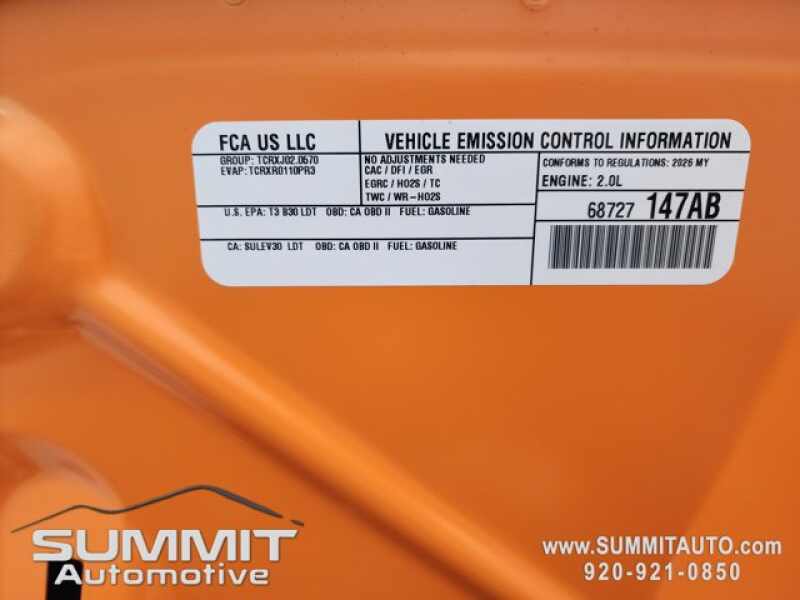 FCA US LLC
VEHICLE EMISSION CONTROL INFORMATION
GROUP: TCRXJ02.0570
EVAP: TCRXR0110PR3
NO ADJUSTMENTS NEEDED
CAC / DFI / EGR
EGRC / HO2S / TC
TWC / WR-HO2S
CONFORMS TO REGULATIONS: 2026 MY
ENGINE: 2.0L
U.S. EPA: T3 B30 LDT OBD: CA OBD II FUEL: GASOLINE
CA: SULEV30 LDT OBD: CA OBD II FUEL: GASOLINE
68727 147AB
SUMMIT
Automotive
www.SUMMITAUTO.com
920-921-0850